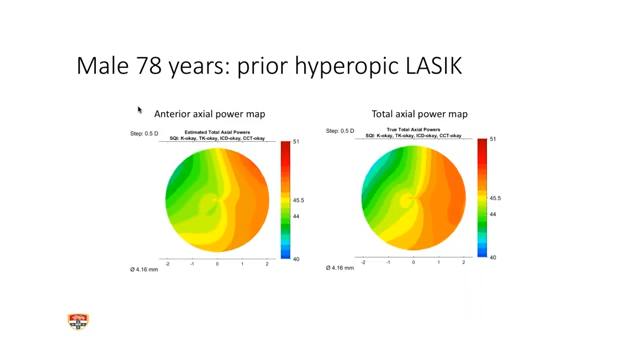 Male 78 years: prior hyperopic LASIK
Anterior axial power map
Total axial power map
Step: 0.5 D
Estimated Total Axial Powers
SQI: K-okay, TK-okay, ICD-okay, CCT-okay
51
45.5
44
40
-2 -1 0 1 2
Ø 4.16 mm
Step: 0.5 D
True Total Axial Powers
SQI: K-okay, TK-okay, ICD-okay, CCT-okay
51
45.5
44
40
-2 -1 0 1 2
Ø 4.16 mm